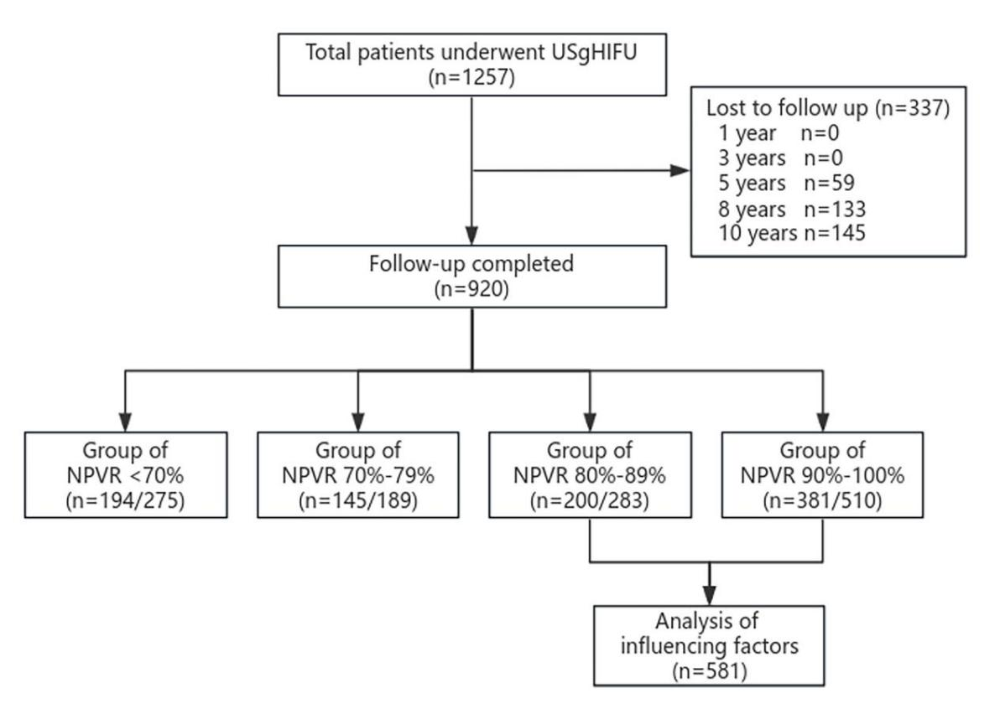 Total patients underwent USgHIFU
(n=1257)
Lost to follow up (n=337)
1 year n=0
3 years n=0
5 years n=59
8 years n=133
10 years n=145
Follow-up completed
(n=920)
Group of
NPVR <70%
(n=194/275)
Group of
NPVR 70%-79%
(n=145/189)
Group of
NPVR 80%-89%
(n=200/283)
Group of
NPVR 90%-100%
(n=381/510)
Analysis of
influencing factors
(n=581)